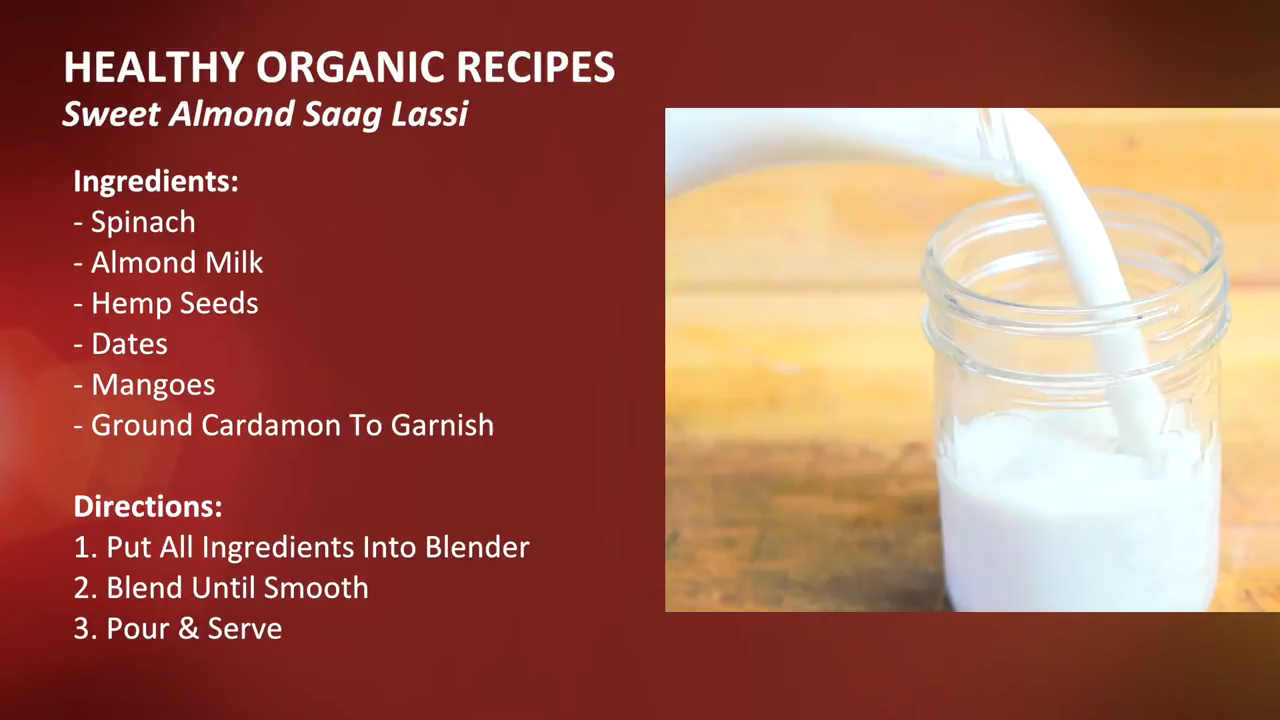 HEALTHY ORGANIC RECIPES
Sweet Almond Saag Lassi
Ingredients:
- Spinach
- Almond Milk
- Hemp Seeds
- Dates
- Mangoes
- Ground Cardamon To Garnish
Directions:
1. Put All Ingredients Into Blender
2. Blend Until Smooth
3. Pour & Serve